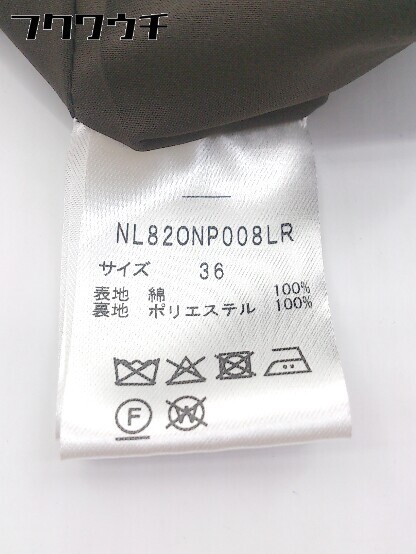 フクワウチ
NL82ONP008LR
サイズ 36
表地 綿 100%
裏地 ポリエステル 100%
F W